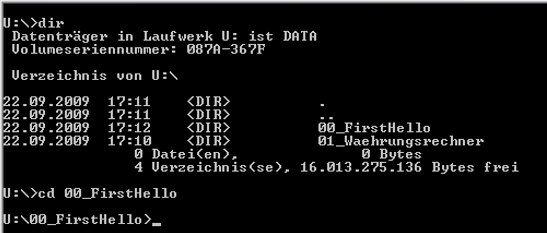 U:\>dir
Datenträger in Laufwerk U: ist DATA
Volumeseriennummer: 087A-367F
Verzeichnis von U:\
22.09.2009  17:11    <DIR>          .
22.09.2009  17:11    <DIR>          ..
22.09.2009  17:12    <DIR>          00_FirstHello
22.09.2009  17:10    <DIR>          01_Waehrungsrechner
0 Datei(en),              0 Bytes
4 Verzeichnis(se), 16.013.275.136 Bytes frei
U:\>cd 00_FirstHello
U:\00_FirstHello>_